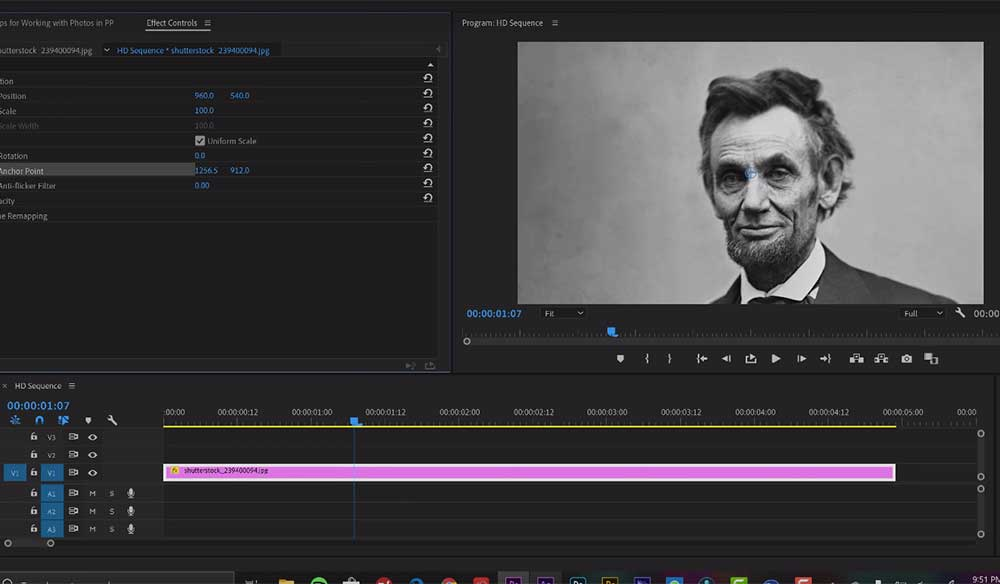 ps for Working with Photos in PP
Effect Controls
utterstock_239400094.jpg
HD Sequence * shutterstock_239400094.jpg
tion
Position 960.0 540.0
Scale 100.0
Scale Width 100.0
Uniform Scale
Rotation 0.0
Anchor Point 1256.5 912.0
Anti-flicker Filter 0.00
acity
e Remapping
Program: HD Sequence
00:00:01:07 Fit Full 00:00
HD Sequence
00:00:01:07
:00:00 00:00:00:12 00:00:01:00 00:00:01:12 00:00:02:00 00:00:02:12 00:00:03:00 00:00:03:12 00:00:04:00 00:00:04:12 00:00:05:00 00:00
V3
V2
V1 V1 fx shutterstock_239400094.jpg
A1 M S
A2 M S
A3 M S
9:51 PM